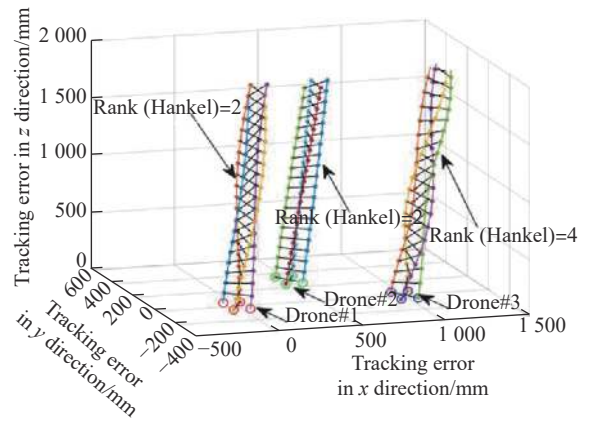 2 000
1 500
1 000
500
0
Tracking error in z direction/mm
Rank (Hankel)=2
Rank (Hankel)=2
Rank (Hankel)=4
Drone#1
Drone#2
Drone#3
600
400
200
0
−200
−400
Tracking error
in y direction/mm
−500
0
500
1 000
1 500
Tracking error
in x direction/mm